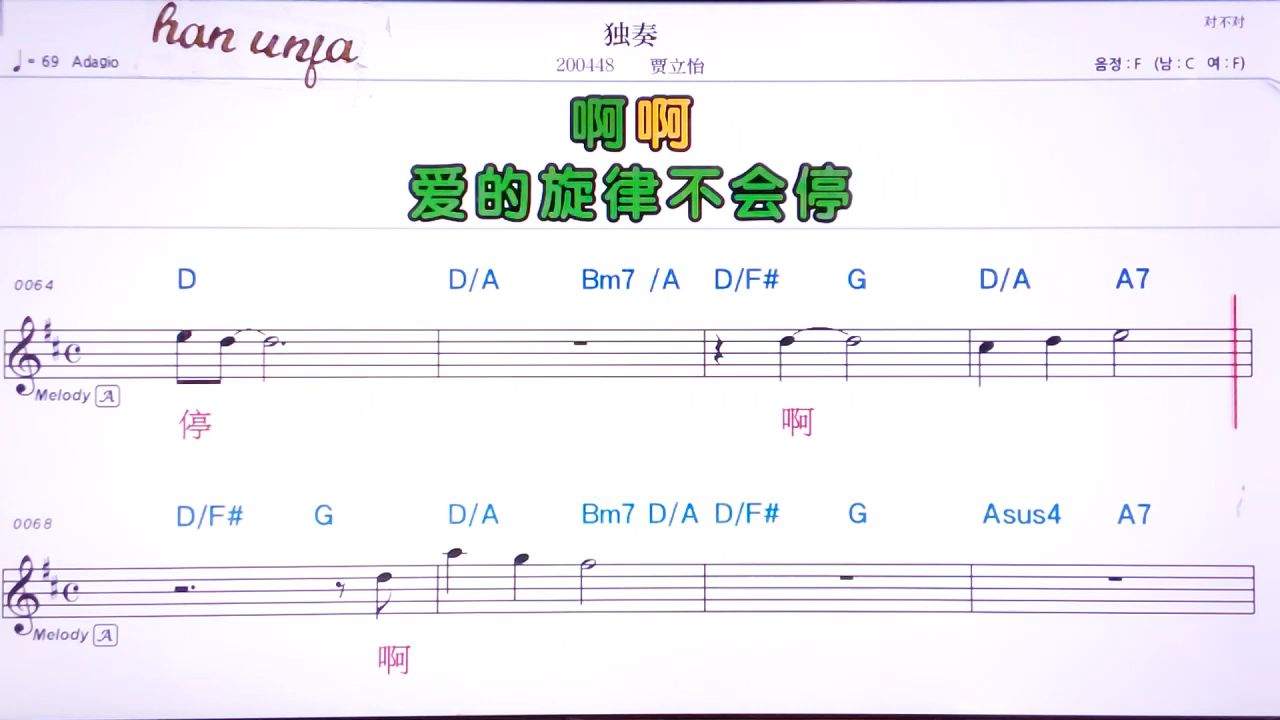 han unfa
独奏
对不对
♩= 69 Adagio
200448 贾立怡
음정 : F (남 : C 여 : F)
啊 啊
爱的旋律不会停
0064 D D/A Bm7 /A D/F# G D/A A7
Melody A
停 啊
0068 D/F# G D/A Bm7 D/A D/F# G Asus4 A7
Melody A
啊